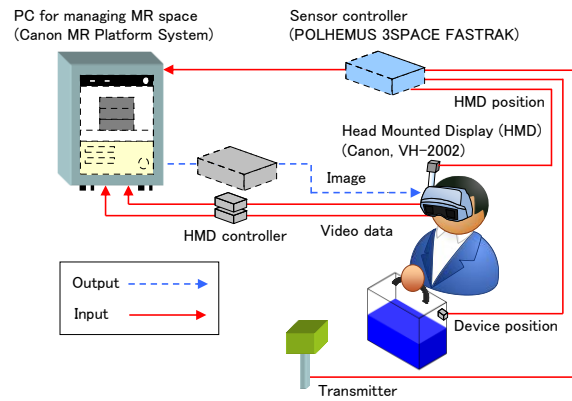 PC for managing MR space
(Canon MR Platform System)
Sensor controller
(POLHEMUS 3SPACE FASTRAK)
HMD position
Head Mounted Display (HMD)
(Canon, VH-2002)
Image
HMD controller
Video data
Output
Input
Device position
Transmitter